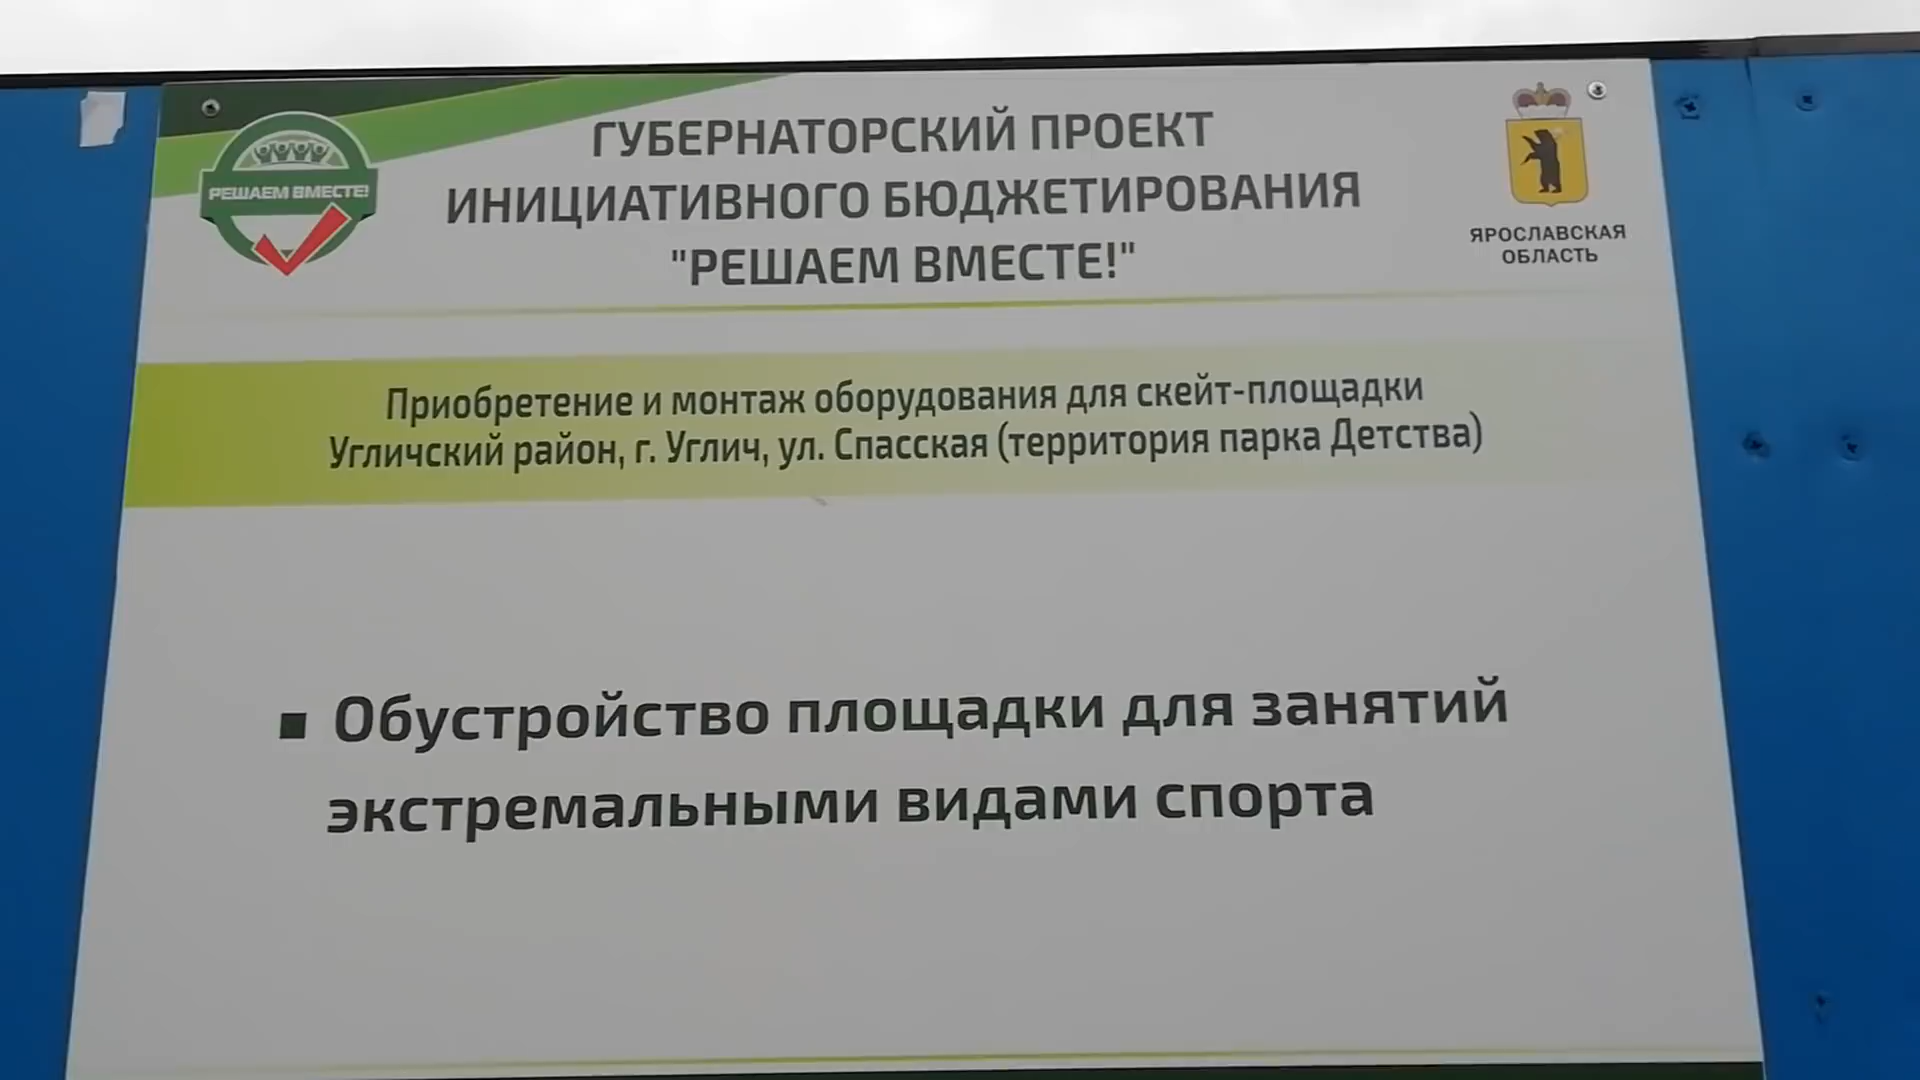 ГУБЕРНАТОРСКИЙ ПРОЕКТ
ИНИЦИАТИВНОГО БЮДЖЕТИРОВАНИЯ
"РЕШАЕМ ВМЕСТЕ!"
РЕШАЕМ ВМЕСТЕ!
ЯРОСЛАВСКАЯ
ОБЛАСТЬ
Приобретение и монтаж оборудования для скейт-площадки
Угличский район, г. Углич, ул. Спасская (территория парка Детства)
▪ Обустройство площадки для занятий
экстремальными видами спорта